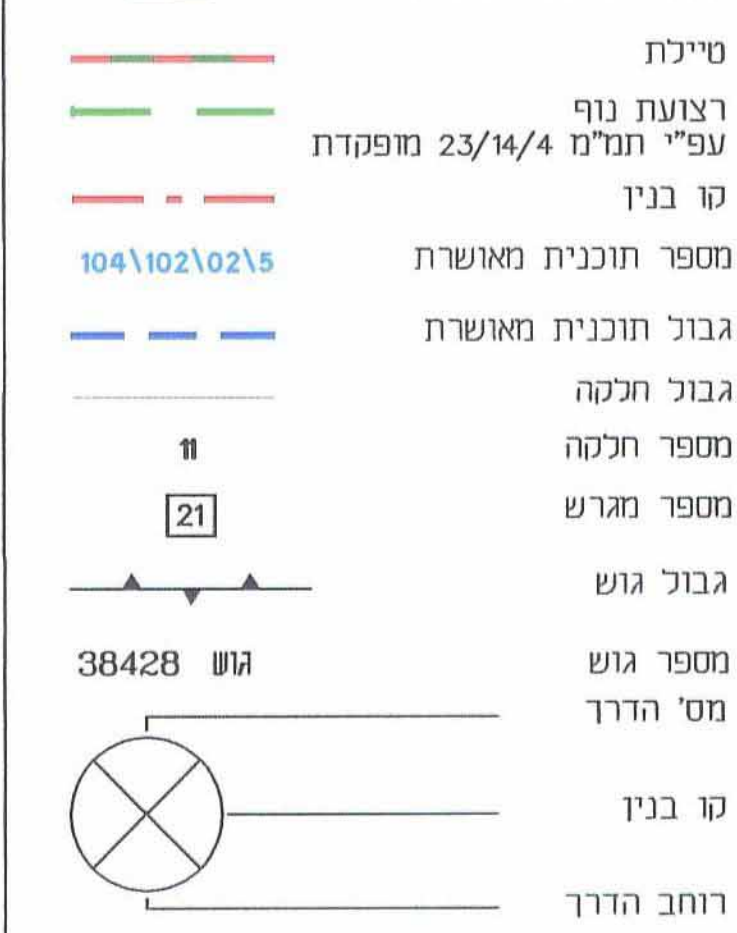 טיילת
רצועת נוף
עפ"י תמ"מ 23/14/4 מופקדת
קו בנין
מספר תוכנית מאושרת 104\102\02\5
גבול תוכנית מאושרת
גבול חלקה
מספר חלקה 11
מספר מגרש 21
גבול גוש
מספר גוש גוש 38428
מס' הדרך
קו בנין
רוחב הדרך